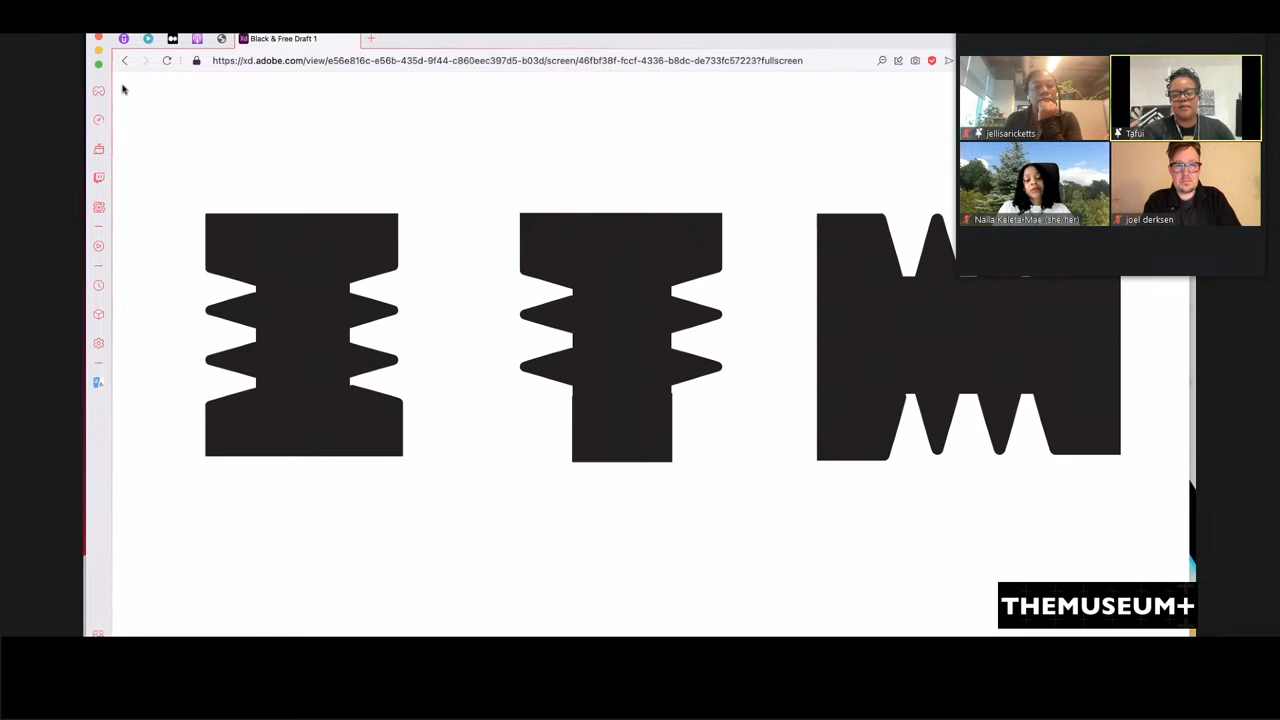 Black & Free Draft 1
https://xd.adobe.com/view/e56e816c-e56b-435d-9f44-c860eec397d5-b03d/screen/46fbf38f-fccf-4336-b8dc-de733fc57223?fullscreen
jellisaricketts
Tafui
Naila Keleta-Mae (she/her)
joel derksen
THEMUSEUM+